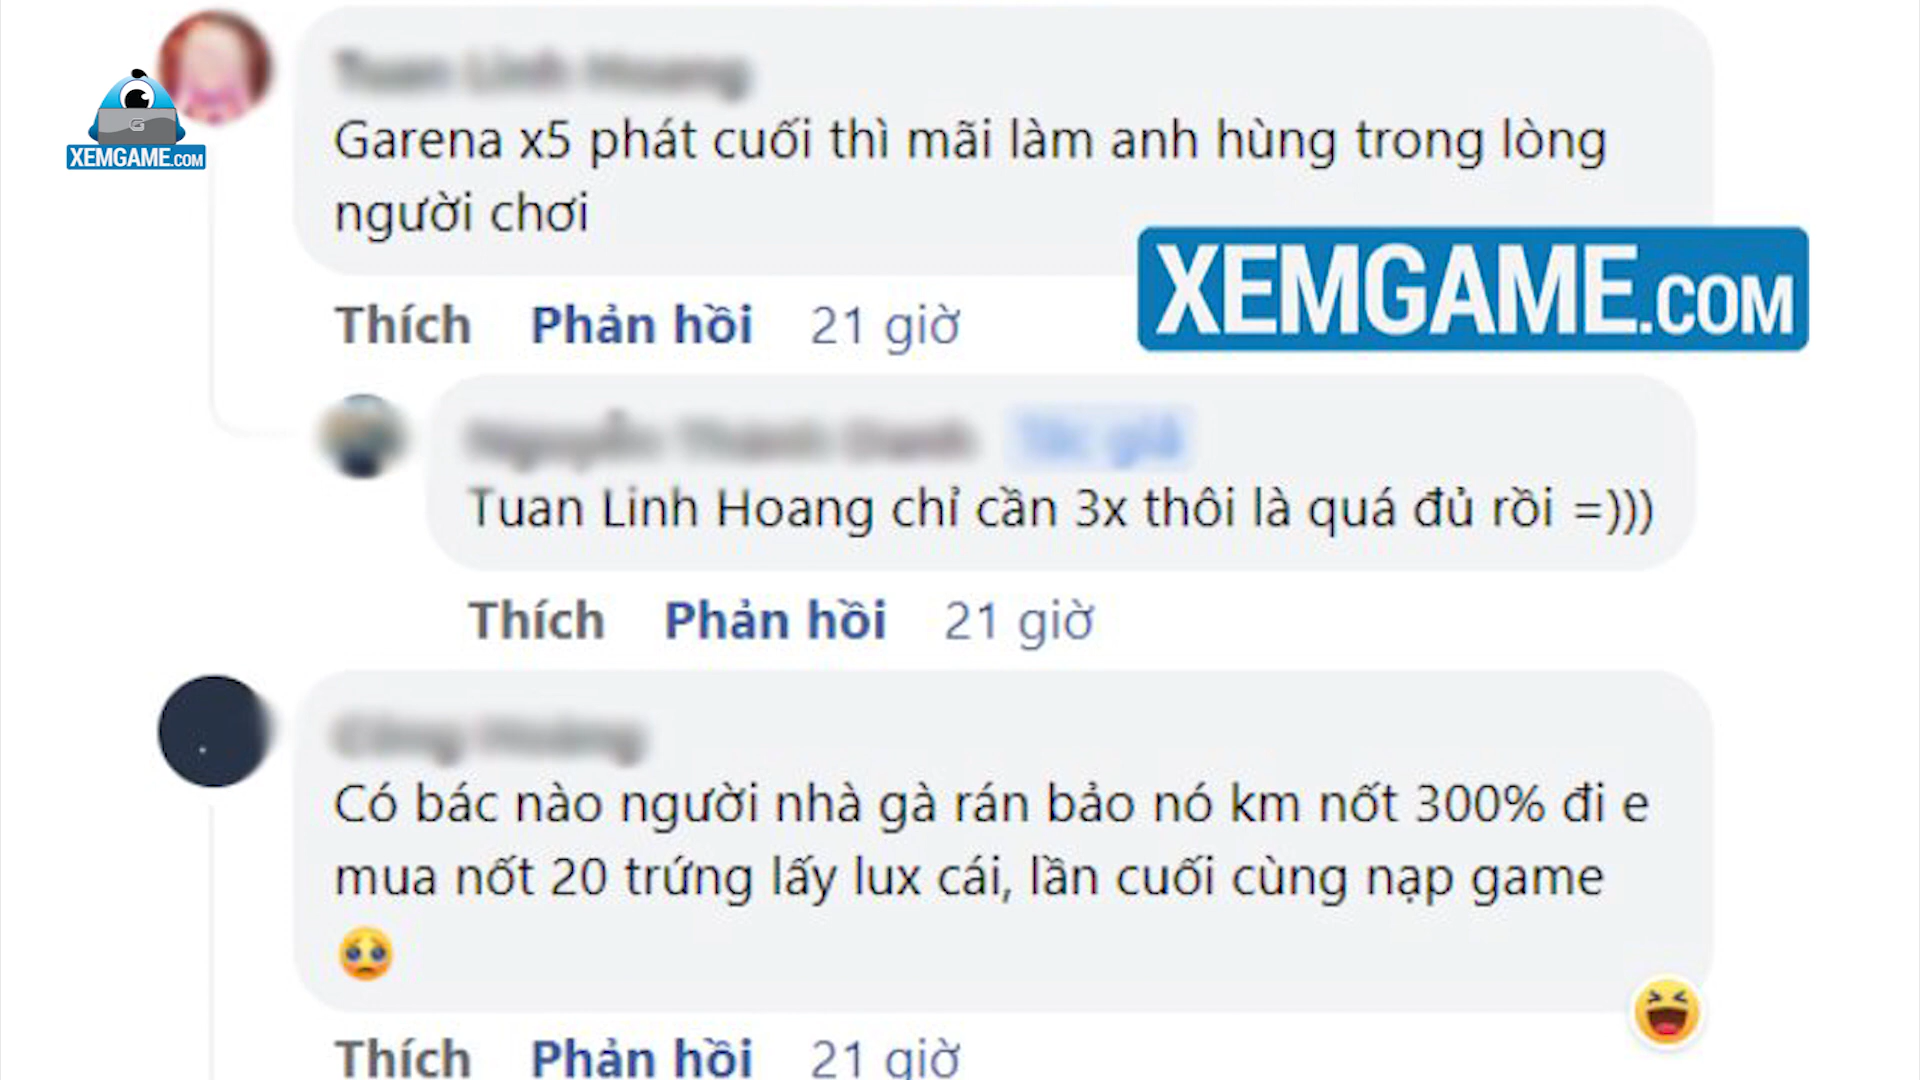 Garena x5 phát cuối thì mãi làm anh hùng trong lòng
người chơi
XEMGAME.COM
XEMGAME.COM
Thích Phản hồi 21 giờ
Tuan Linh Hoang chỉ cần 3x thôi là quá đủ rồi =)))
Thích Phản hồi 21 giờ
Có bác nào người nhà gà rán bảo nó km nốt 300% đi e
mua nốt 20 trứng lấy lux cái, lần cuối cùng nạp game
Thích Phản hồi 21 giờ